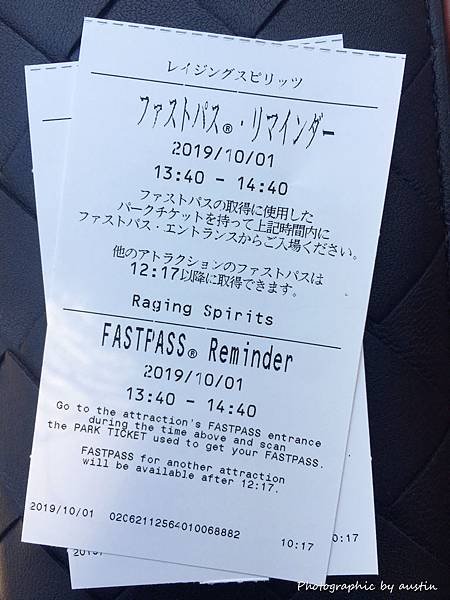 レイジングスピリッツ
ファストパス®・リマインダー
2019/10/01
13:40 - 14:40
ファストパスの取得に使用した
パークチケットを持って上記時間内に
ファストパス・エントランスからご入場ください。
他のアトラクションのファストパスは
12:17以降に取得できます。
Raging Spirits
FASTPASS® Reminder
2019/10/01
13:40 - 14:40
Go to the attraction's FASTPASS entrance
during the time above and scan
the PARK TICKET used to get your FASTPASS.
FASTPASS for another attraction
will be available after 12:17.
2019/10/01 02062112564010068882 10:17
0:17
2019/
Photographic by austin